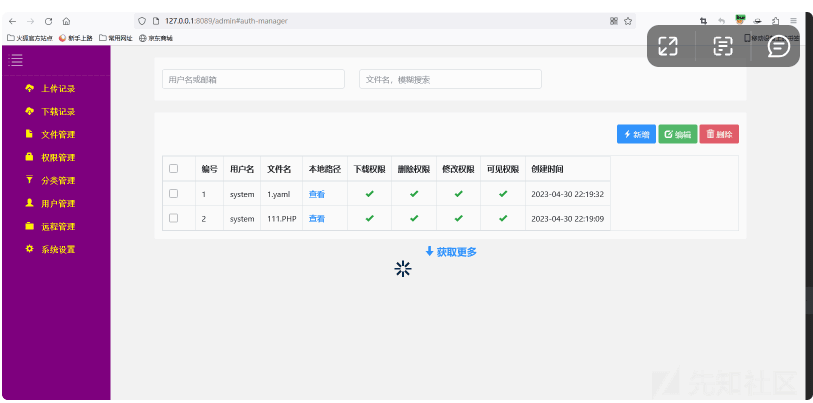 127.0.0.1:8089/admin#auth-manager
火狐官方站点 新手上路 常用网址 京东商城
上传记录
下载记录
文件管理
权限管理
分类管理
用户管理
远程管理
系统设置
用户名或邮箱 文件名，模糊搜索
新增 编辑 删除
编号 用户名 文件名 本地路径 下载权限 删除权限 修改权限 可见权限 创建时间
1 system 1.yaml 查看 2023-04-30 22:19:32
2 system 111.PHP 查看 2023-04-30 22:19:09
获取更多
先知社区